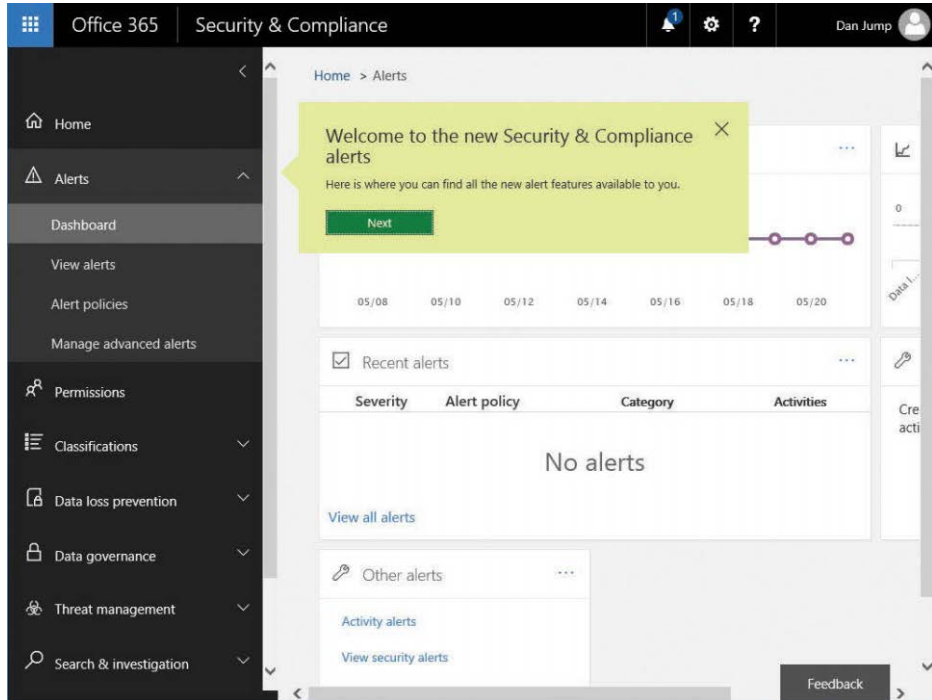 Office 365
Security & Compliance
1
?
Dan Jump
Home
Alerts
Dashboard
View alerts
Alert policies
Manage advanced alerts
Permissions
Classifications
Data loss prevention
Data governance
Threat management
Search & investigation
Home > Alerts
Welcome to the new Security & Compliance
alerts
Here is where you can find all the new alert features available to you.
Next
05/08 05/10 05/12 05/14 05/16 05/18 05/20
0
Data l...
Recent alerts
Severity Alert policy Category Activities
No alerts
View all alerts
Cre
acti
Other alerts
Activity alerts
View security alerts
Feedback